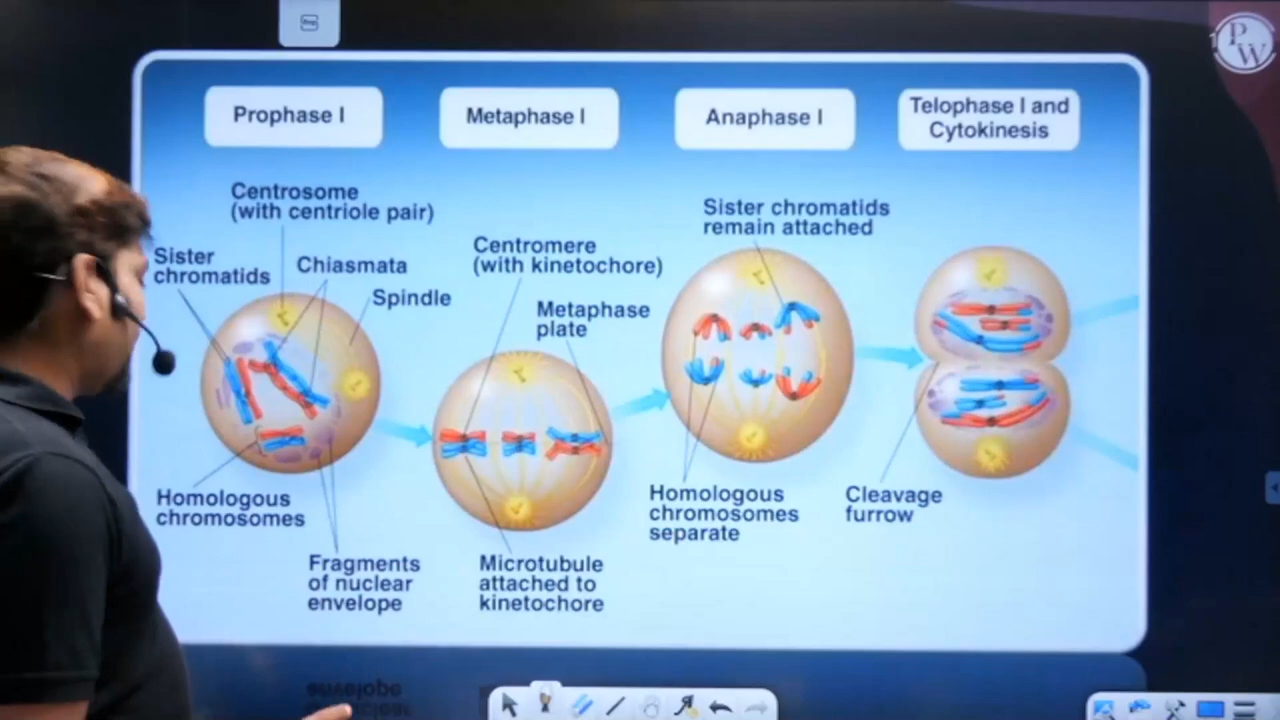 PW
Prophase I
Metaphase I
Anaphase I
Telophase I and
Cytokinesis
Centrosome
(with centriole pair)
Sister
chromatids
Chiasmata
Spindle
Centromere
(with kinetochore)
Metaphase
plate
Sister chromatids
remain attached
Homologous
chromosomes
Fragments
of nuclear
envelope
Microtubule
attached to
kinetochore
Homologous
chromosomes
separate
Cleavage
furrow